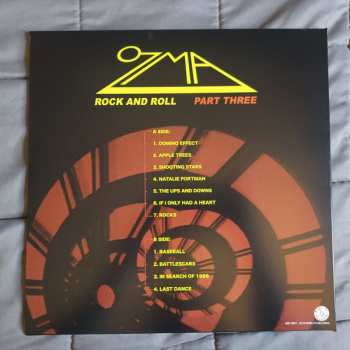 OZMA
ROCK AND ROLL PART THREE
A SIDE:
1. DOMINO EFFECT
2. APPLE TREES
3. SHOOTING STARS
4. NATALIE PORTMAN
5. THE UPS AND DOWNS
6. IF I ONLY HAD A HEART
7. ROCKS
B SIDE:
1. BASEBALL
2. BATTLESCARS
3. IN SEARCH OF 1988
4. LAST DANCE